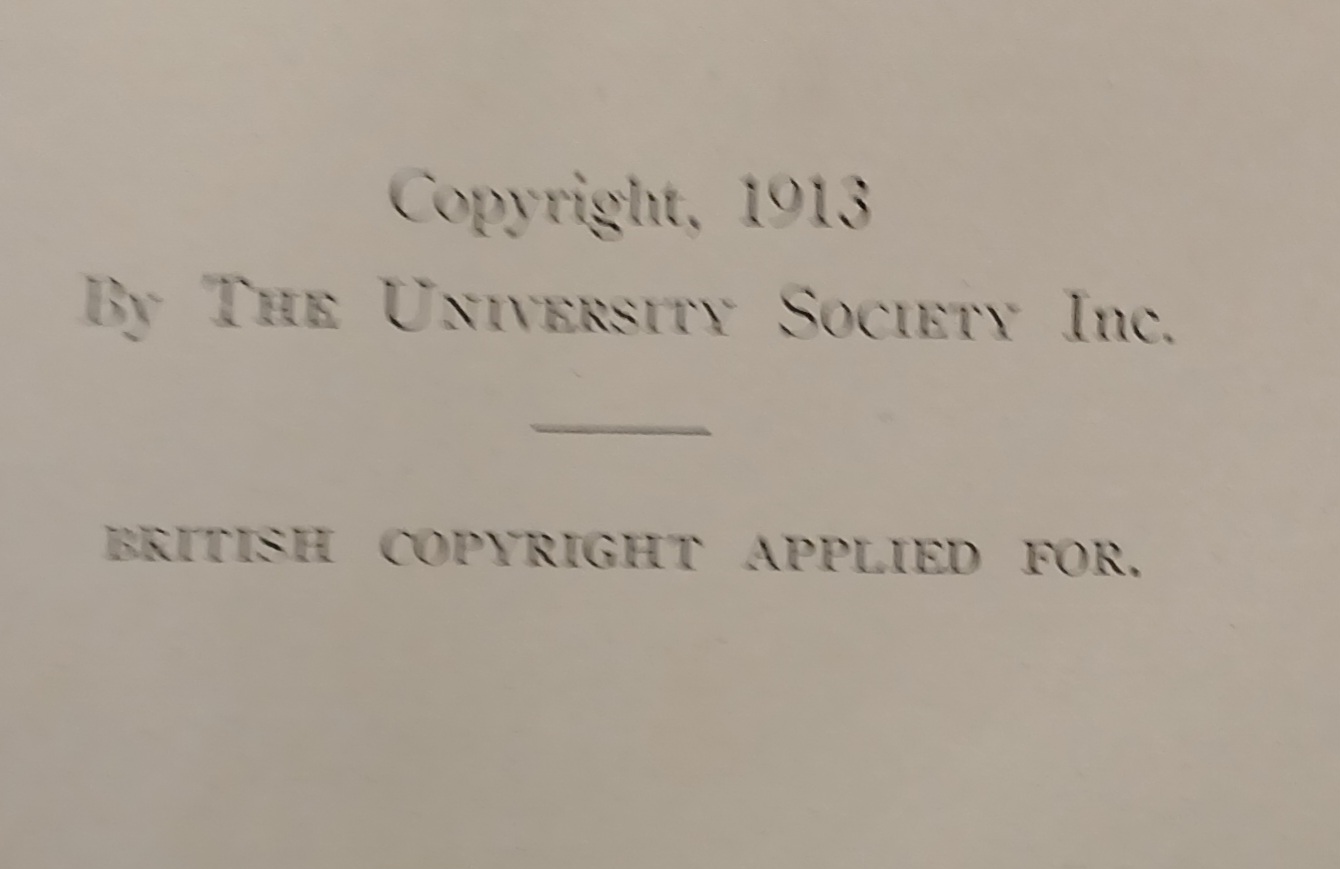 Copyright, 1913
By The University Society Inc.
BRITISH COPYRIGHT APPLIED FOR.